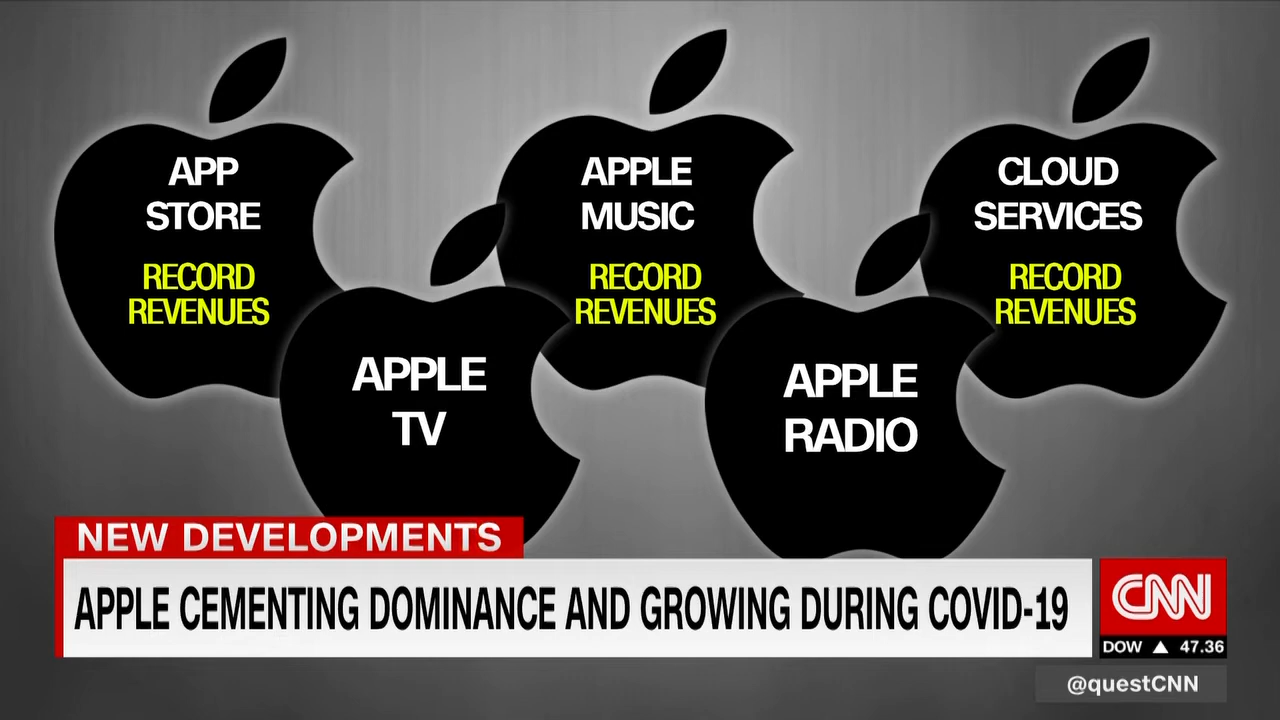 APP
STORE
RECORD
REVENUES
APPLE
MUSIC
RECORD
REVENUES
CLOUD
SERVICES
RECORD
REVENUES
APPLE
TV
APPLE
RADIO
NEW DEVELOPMENTS
APPLE CEMENTING DOMINANCE AND GROWING DURING COVID-19
CNN
DOW ▲ 47.36
@questCNN